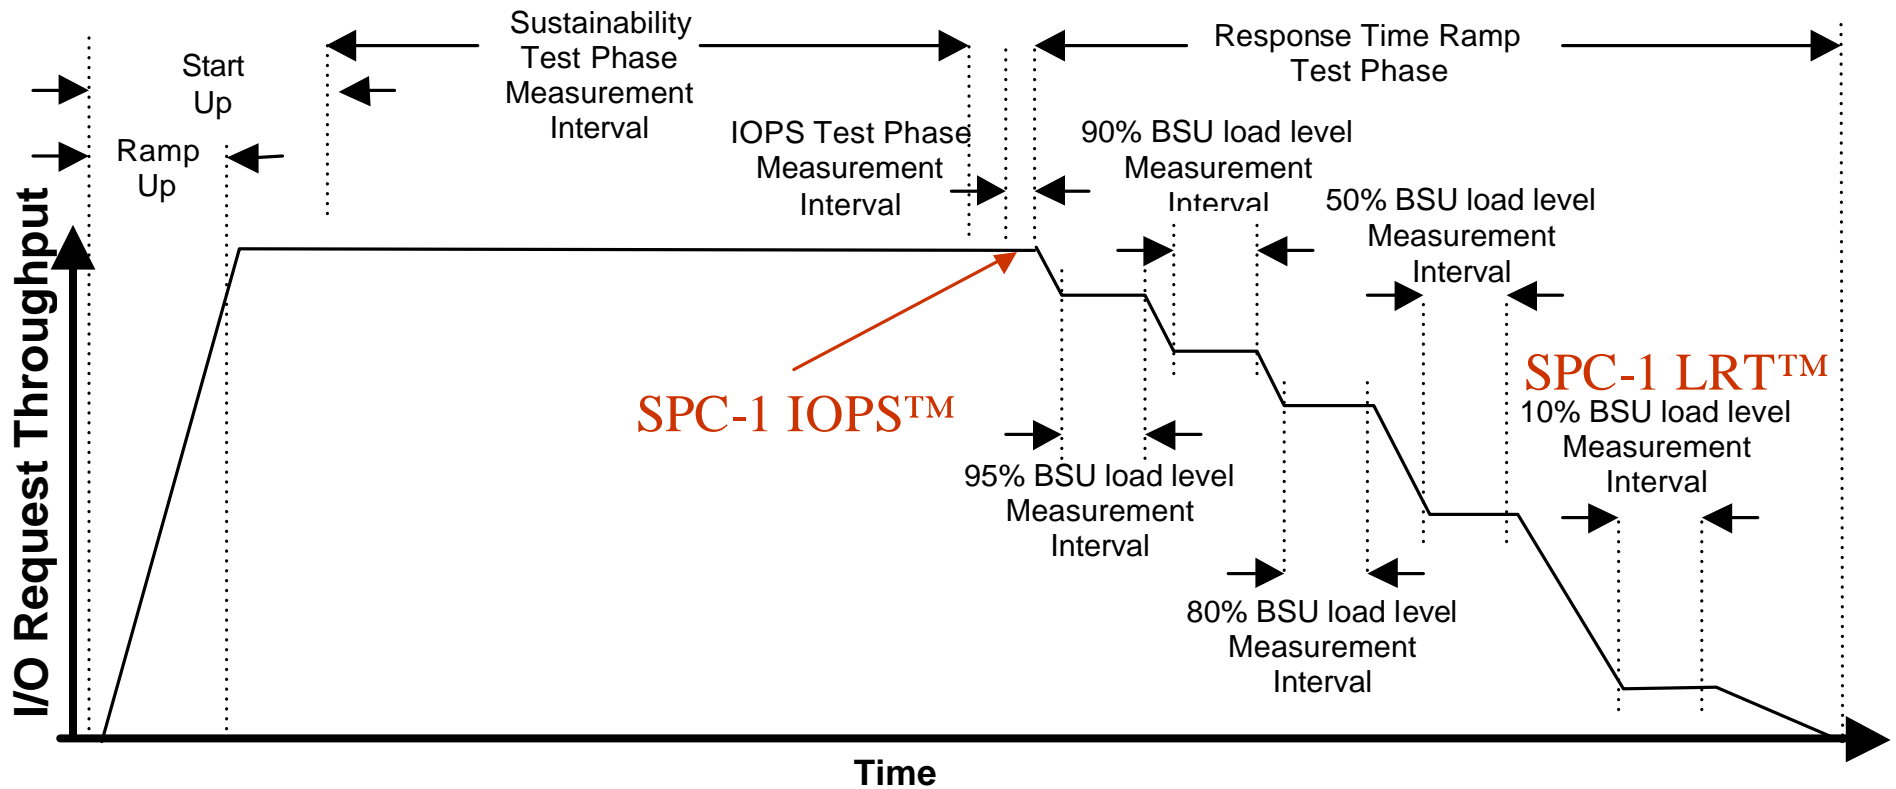 Sustainability
Test Phase
Measurement
Interval
Start
Up
Response Time Ramp
Test Phase
Ramp
Up
IOPS Test Phase
Measurement
Interval
90% BSU load level
Measurement
Interval
50% BSU load level
Measurement
Interval
I/O Request Throughput
SPC-1 IOPS™
SPC-1 LRT™
10% BSU load level
Measurement
Interval
95% BSU load level
Measurement
Interval
80% BSU load level
Measurement
Interval
Time